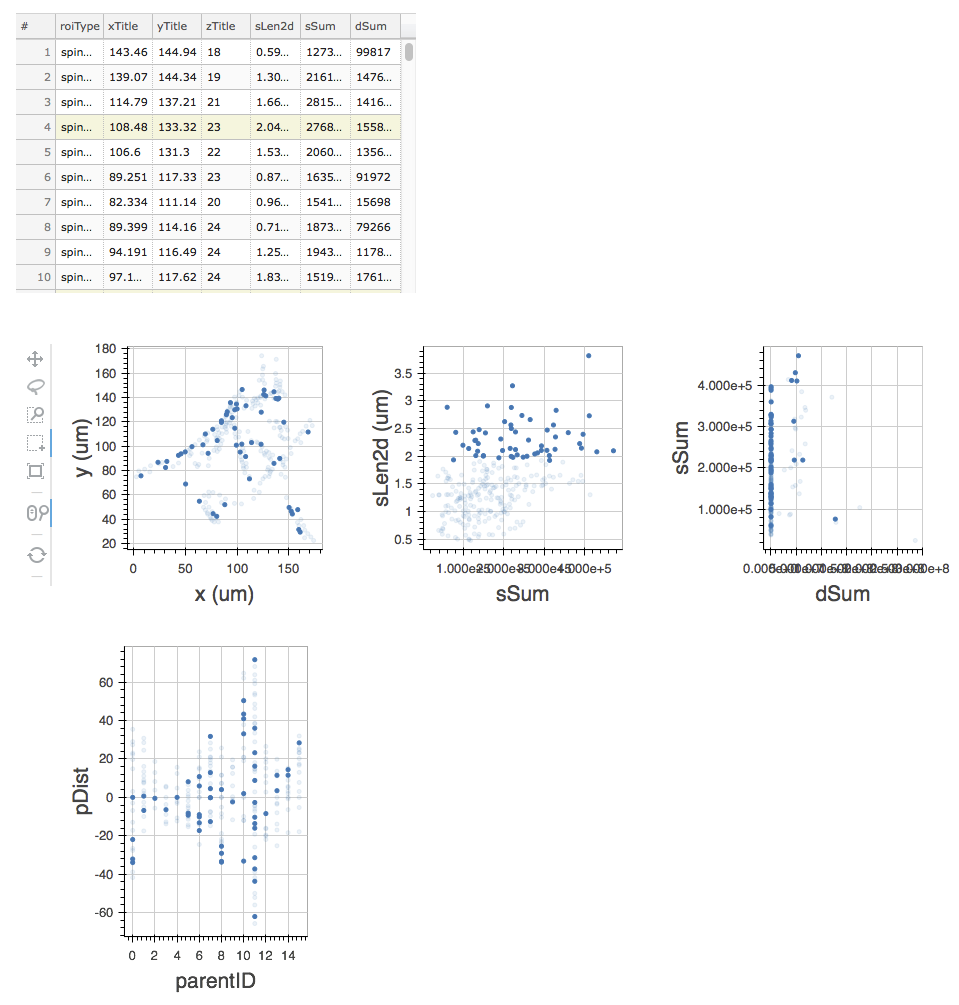 # roiType xTitle yTitle zTitle sLen2d sSum dSum
1 spin... 143.46 144.94 18 0.59... 1273... 99817
2 spin... 139.07 144.34 19 1.30... 2161... 1476...
3 spin... 114.79 137.21 21 1.66... 2815... 1416...
4 spin... 108.48 133.32 23 2.04... 2768... 1558...
5 spin... 106.6 131.3 22 1.53... 2060... 1356...
6 spin... 89.251 117.33 23 0.87... 1635... 91972
7 spin... 82.334 111.14 20 0.96... 1541... 15698
8 spin... 89.399 114.16 24 0.71... 1873... 79266
9 spin... 94.191 116.49 24 1.25... 1943... 1178...
10 spin... 97.1... 117.62 24 1.83... 1519... 1761...
180
160
140
120
100
80
60
40
20
y (um)
0 50 100 150
x (um)
3.5
3
2.5
2
1.5
1
0.5
sLen2d (um)
sSum
4.000e+5
3.000e+5
2.000e+5
1.000e+5
sSum
dSum
60
40
20
0
-20
-40
-60
pDist
0 2 4 6 8 10 12 14
parentID